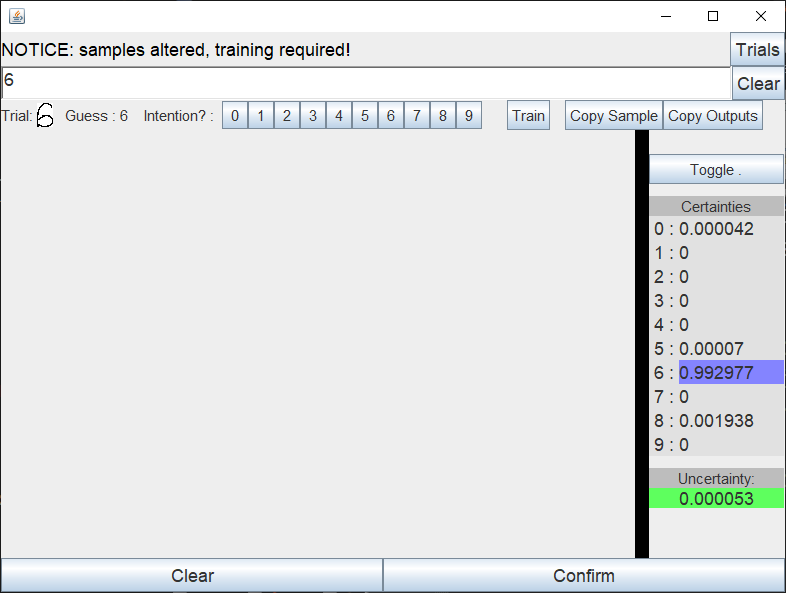 NOTICE: samples altered, training required!
Trials
6
Clear
Trial: 6 Guess : 6 Intention? : 0 1 2 3 4 5 6 7 8 9 Train Copy Sample Copy Outputs
Toggle .
Certainties
0 : 0.000042
1 : 0
2 : 0
3 : 0
4 : 0
5 : 0.00007
6 : 0.992977
7 : 0
8 : 0.001938
9 : 0
Uncertainty:
0.000053
Clear Confirm